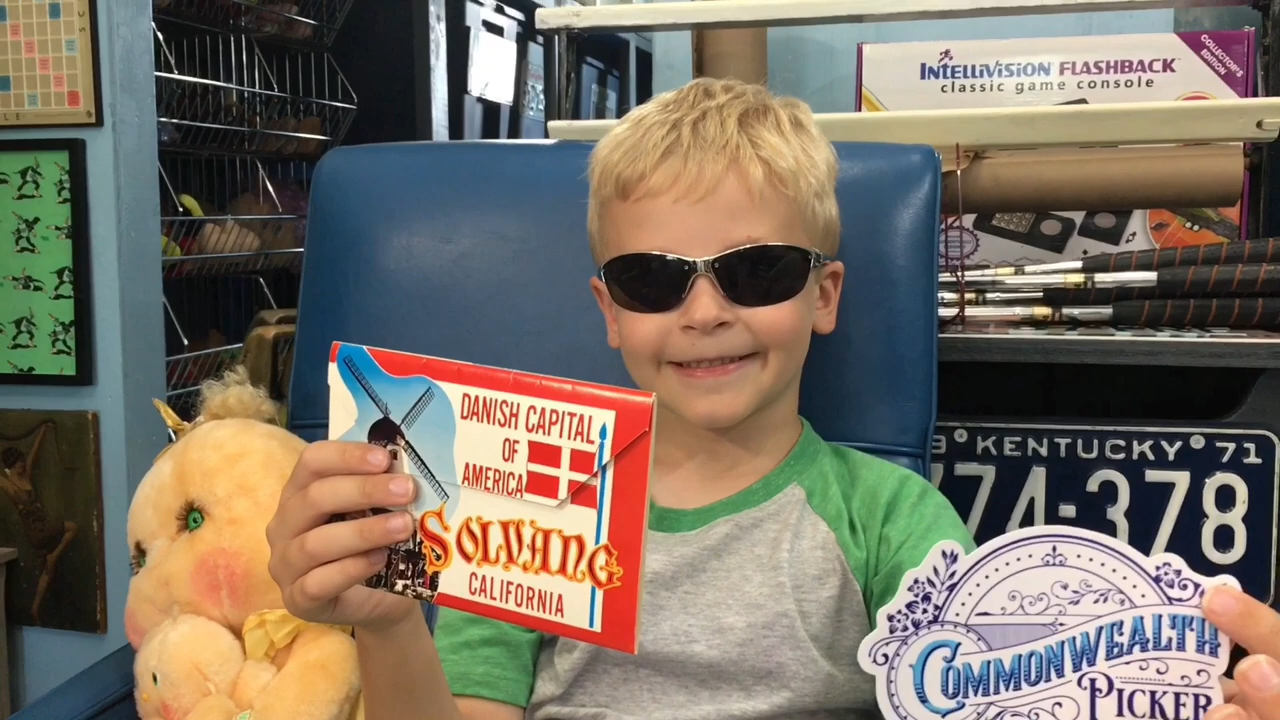 INTELLIVISION FLASHBACK
classic game console
COLLECTOR'S
EDITION
DANISH CAPITAL
OF
AMERICA
SOLVANG
CALIFORNIA
KENTUCKY 71
774-378
COMMONWEALTH
PICKER